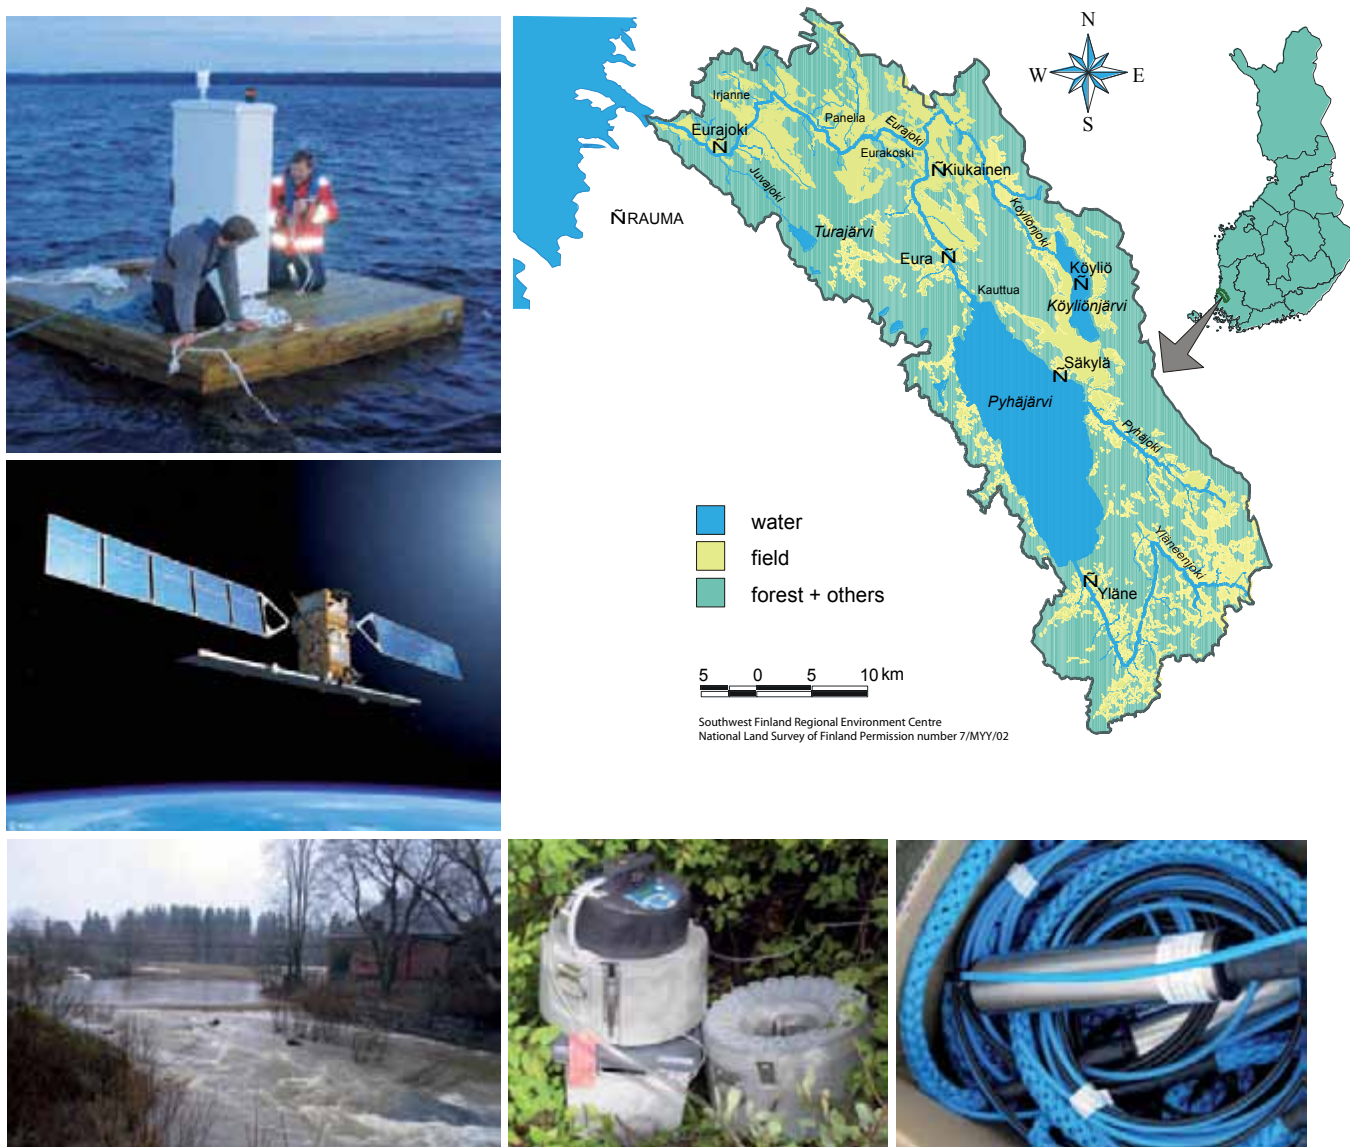 N
W E
S
Irjanne
Panelia
Eurajoki
Eurajoki
Ñ
Eurakoski
Ñ Kiukainen
Juvajoki
Ñ RAUMA
Köyliönjoki
Turajärvi
Eura Ñ
Köyliö
Ñ
Kauttua
Köyliönjärvi
Säkylä
Ñ
Pyhäjärvi
Pyhäjoki
water
field
Yläneenjoki
forest + others
Ñ
Yläne
5 0 5 10 km
Southwest Finland Regional Environment Centre
National Land Survey of Finland Permission number 7/MYY/02